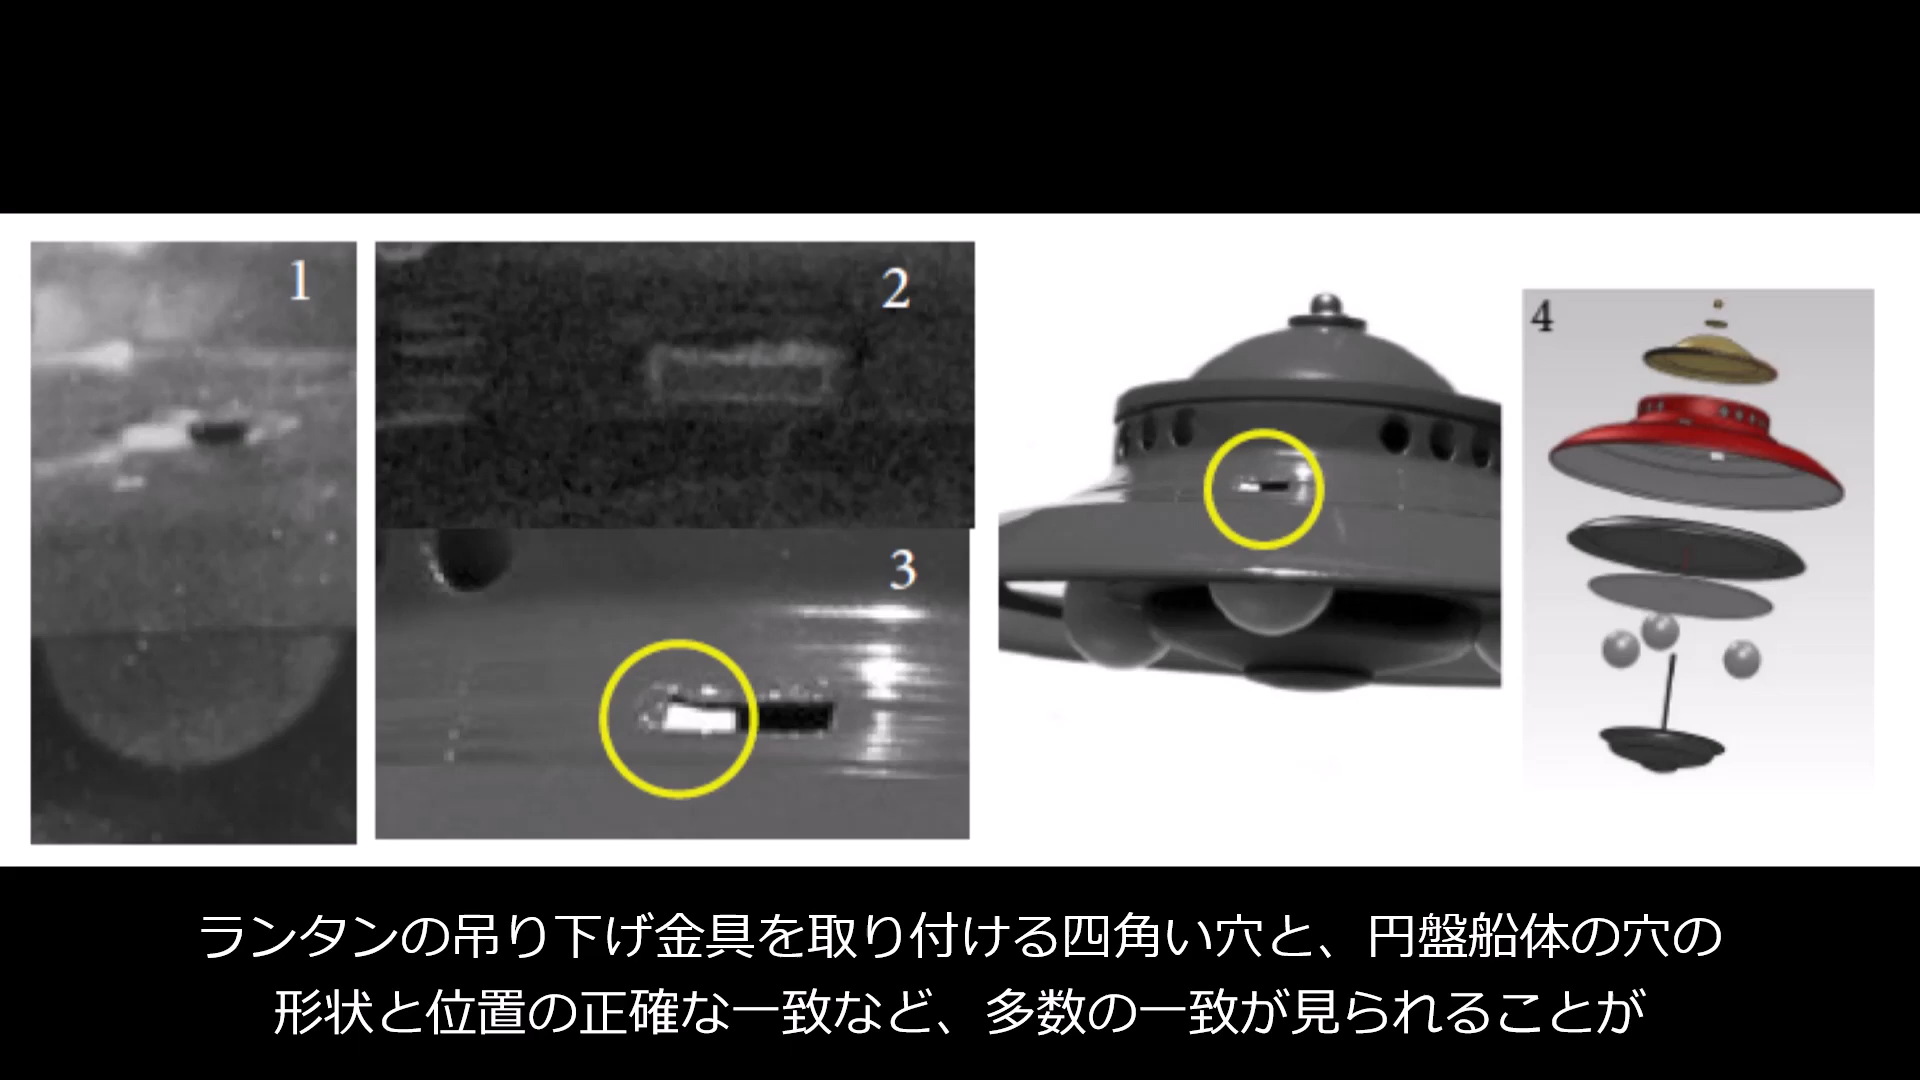 1
2
3
4
ランタンの吊り下げ金具を取り付ける四角い穴と、円盤船体の穴の
形状と位置の正確な一致など、多数の一致が見られることが